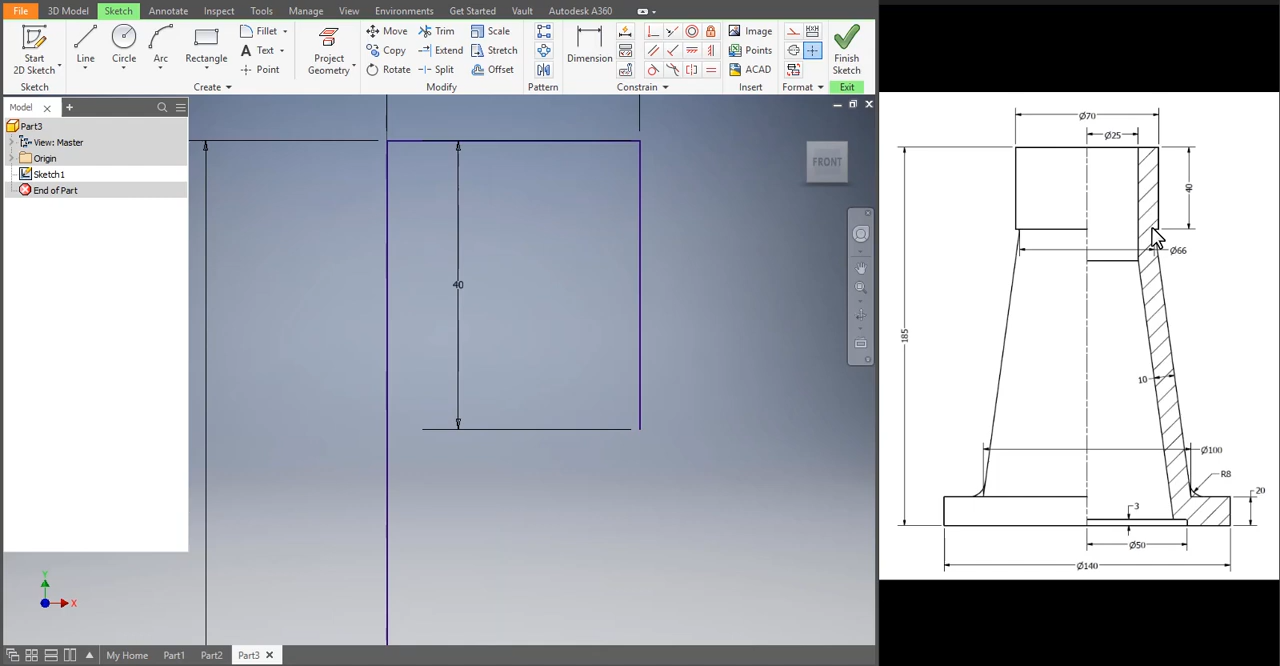 File 3D Model Sketch Annotate Inspect Tools Manage View Environments Get Started Vault Autodesk A360
Start 2D Sketch
Line
Circle
Arc
Rectangle
Fillet
Text
Point
Project Geometry
Move
Copy
Rotate
Trim
Extend
Split
Scale
Stretch
Offset
Dimension
Image
Points
ACAD
Finish Sketch
Sketch Create Modify Pattern Constrain Insert Format Exit
Model
Part3
View: Master
Origin
Sketch1
End of Part
40
FRONT
Y
X
My Home Part1 Part2 Part3
Ø70
Ø25
40
Ø66
185
10
Ø100
R8
20
3
Ø50
Ø140